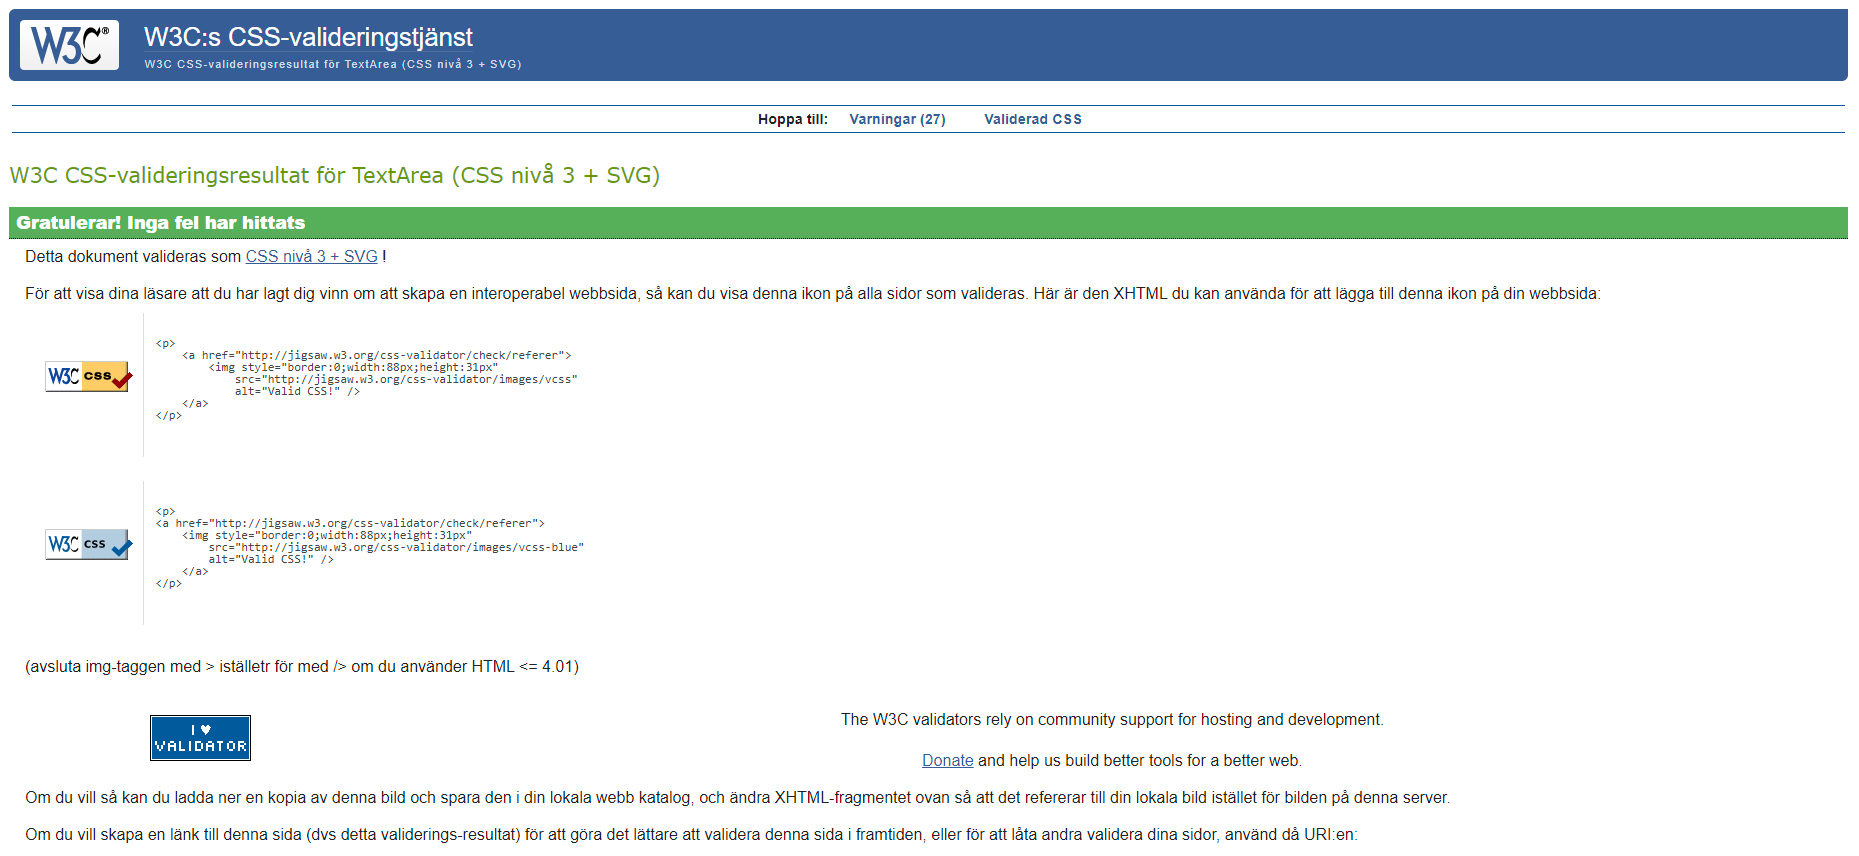 W3C®
W3C:s CSS-valideringstjänst
W3C CSS-valideringsresultat för TextArea (CSS nivå 3 + SVG)
Hoppa till: Varningar (27) Validerad CSS
W3C CSS-valideringsresultat för TextArea (CSS nivå 3 + SVG)
Gratulerar! Inga fel har hittats
Detta dokument valideras som CSS nivå 3 + SVG !
För att visa dina läsare att du har lagt dig vinn om att skapa en interoperabel webbsida, så kan du visa denna ikon på alla sidor som valideras. Här är den XHTML du kan använda för att lägga till denna ikon på din webbsida:
W3C css
<p>
<a href="http://jigsaw.w3.org/css-validator/check/referer">
<img style="border:0;width:88px;height:31px"
src="http://jigsaw.w3.org/css-validator/images/vcss"
alt="Valid CSS!" />
</a>
</p>
W3C css
<p>
<a href="http://jigsaw.w3.org/css-validator/check/referer">
<img style="border:0;width:88px;height:31px"
src="http://jigsaw.w3.org/css-validator/images/vcss-blue"
alt="Valid CSS!" />
</a>
</p>
(avsluta img-taggen med > iställetr för med /> om du använder HTML <= 4.01)
I ♥
VALIDATOR
The W3C validators rely on community support for hosting and development.
Donate and help us build better tools for a better web.
Om du vill så kan du ladda ner en kopia av denna bild och spara den i din lokala webb katalog, och ändra XHTML-fragmentet ovan så att det refererar till din lokala bild istället för bilden på denna server.
Om du vill skapa en länk till denna sida (dvs detta validerings-resultat) för att göra det lättare att validera denna sida i framtiden, eller för att låta andra validera dina sidor, använd då URI:en: